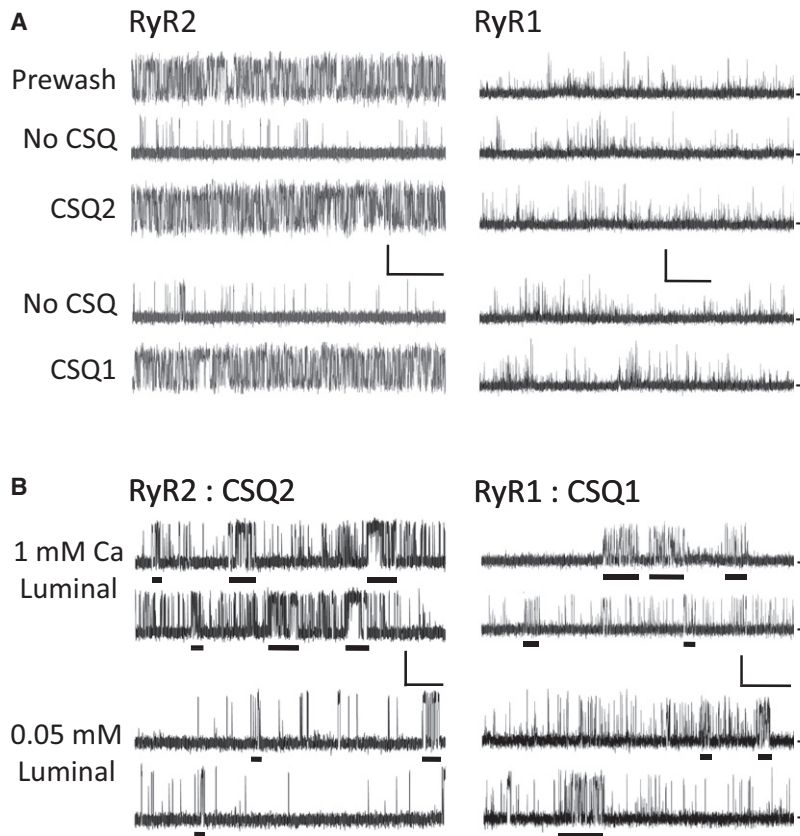 A
RyR2
RyR1
Prewash
No CSQ
CSQ2
No CSQ
CSQ1
B
RyR2 : CSQ2
RyR1 : CSQ1
1 mM Ca
Luminal
0.05 mM
Luminal